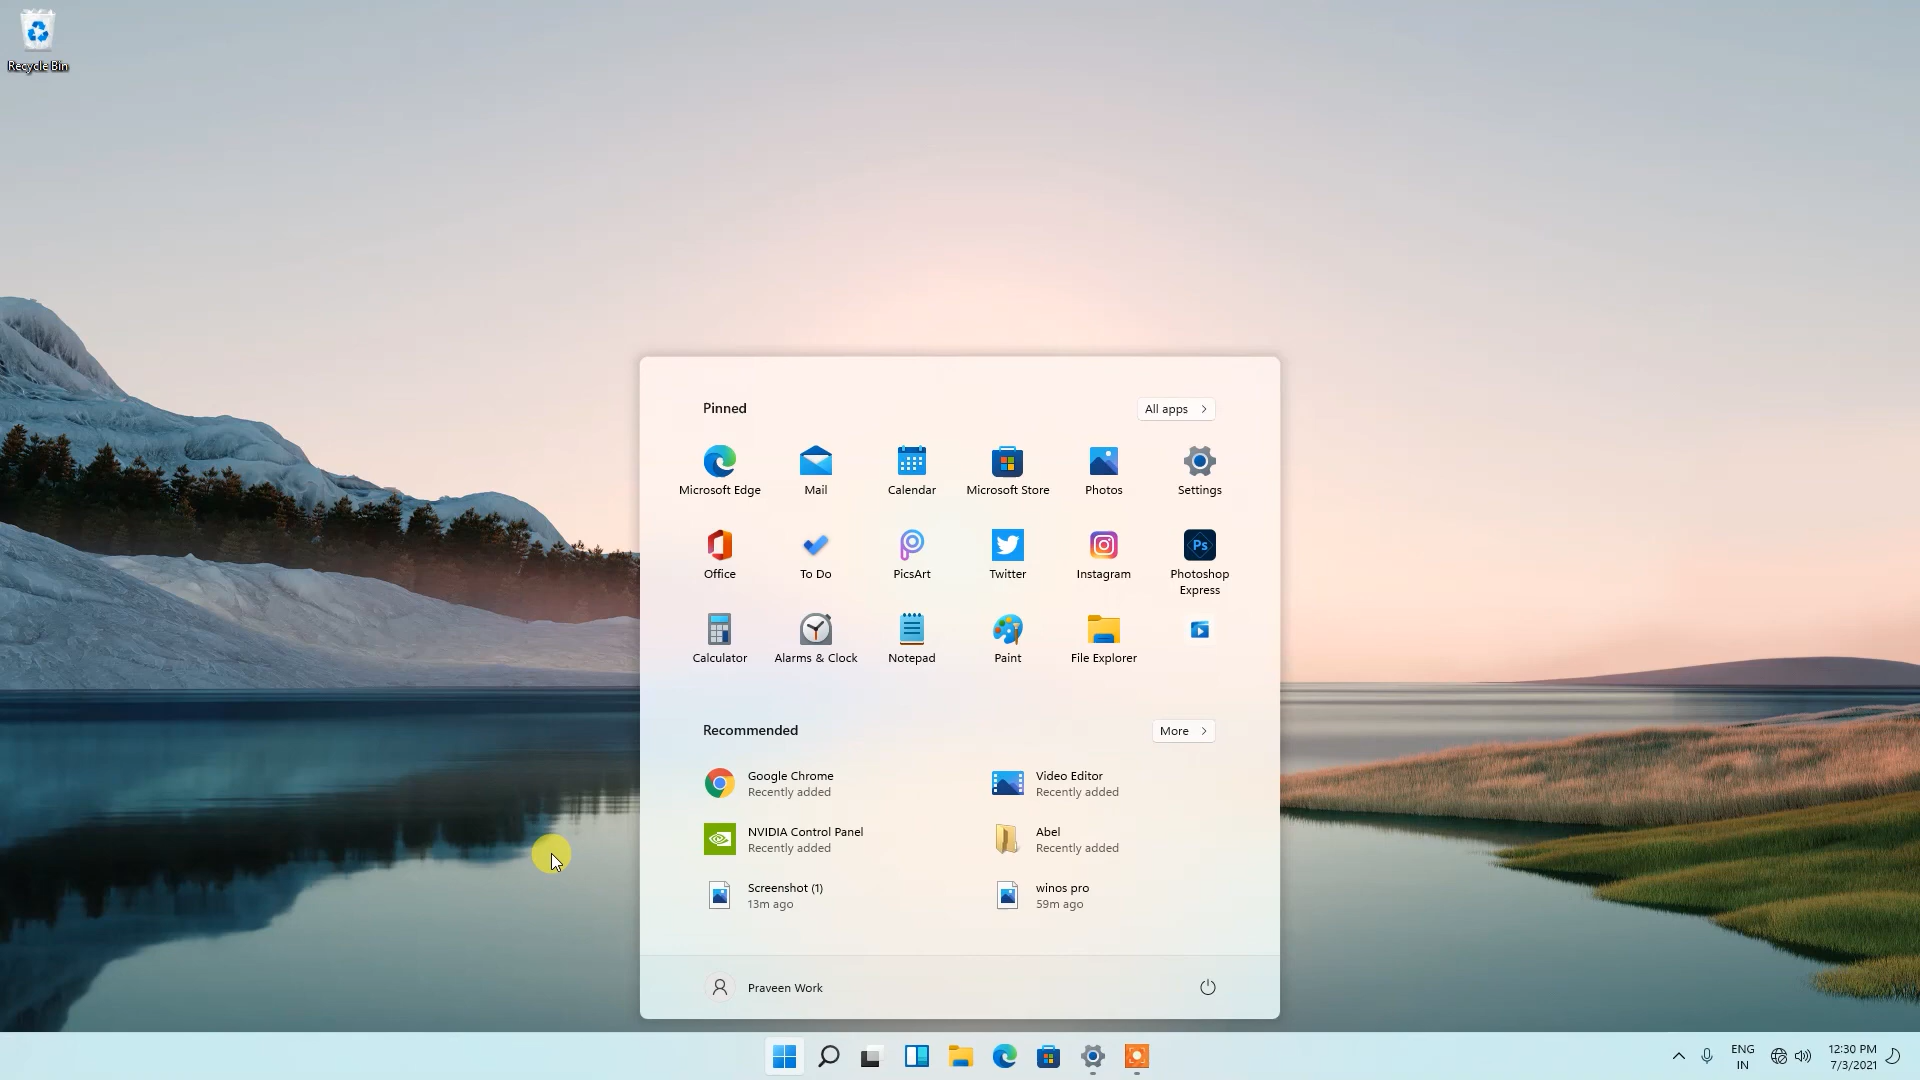 Recycle Bin
Pinned
All apps
Microsoft Edge
Mail
Calendar
Microsoft Store
Photos
Settings
Office
To Do
PicsArt
Twitter
Instagram
Photoshop
Express
Ps
Calculator
Alarms & Clock
Notepad
Paint
File Explorer
Recommended
More
Google Chrome
Recently added
Video Editor
Recently added
NVIDIA Control Panel
Recently added
Abel
Recently added
Screenshot (1)
13m ago
winos pro
59m ago
Praveen Work
ENG
IN
12:30 PM
7/3/2021